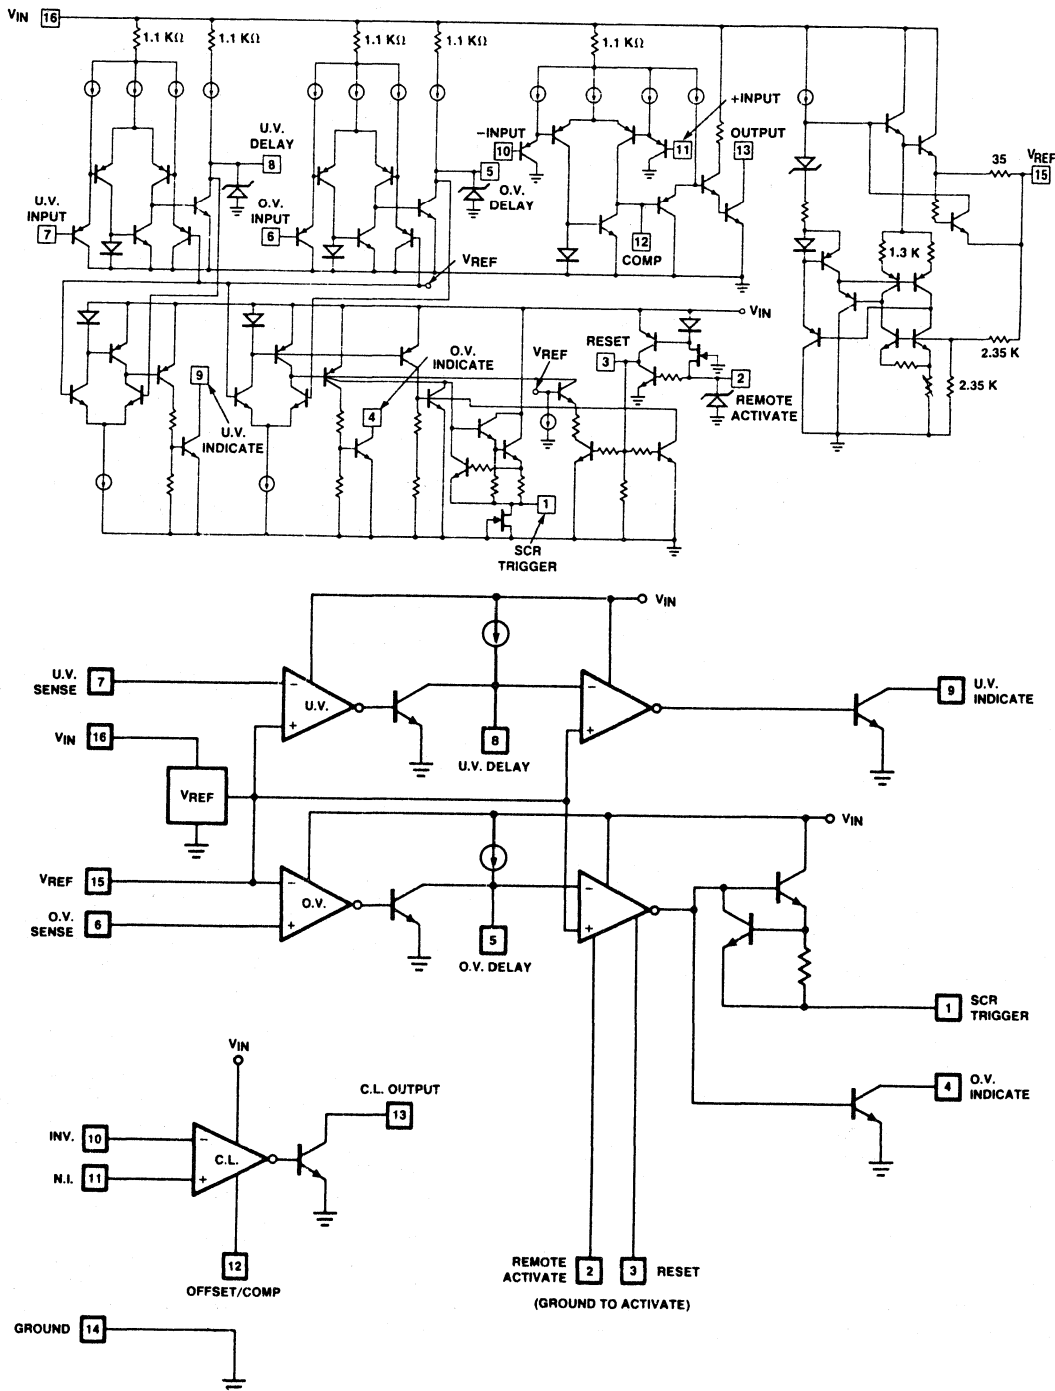 VIN 16
1.1 KΩ
1.1 KΩ
1.1 KΩ
1.1 KΩ
1.1 KΩ
U.V.
DELAY
8
5
O.V.
DELAY
-INPUT
10
+INPUT
11
OUTPUT
13
35
VREF
15
U.V.
INPUT
7
O.V.
INPUT
6
12
COMP
1.3 K
VREF
VIN
2.35 K
2.35 K
RESET
3
2
REMOTE
ACTIVATE
VREF
O.V.
INDICATE
4
9
U.V.
INDICATE
1
SCR
TRIGGER
VIN
U.V.
SENSE
7
- U.V. +
-
+
8
U.V. DELAY
9
U.V.
INDICATE
VIN
16
VREF
VIN
VREF
15
O.V.
SENSE
6
- O.V. +
-
+
5
O.V. DELAY
1
SCR
TRIGGER
4
O.V.
INDICATE
VIN
C.L. OUTPUT
13
INV.
10
N.I.
11
- C.L. +
12
OFFSET/COMP
REMOTE
ACTIVATE
2
3
RESET
(GROUND TO ACTIVATE)
GROUND
14